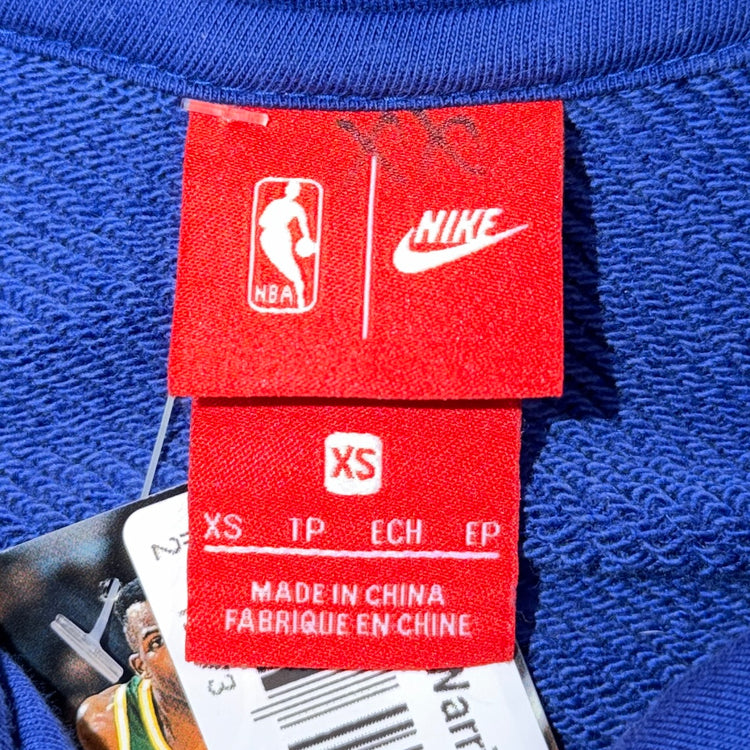 NBA
NIKE
XS
XS TP ECH EP
MADE IN CHINA
FABRIQUE EN CHINE